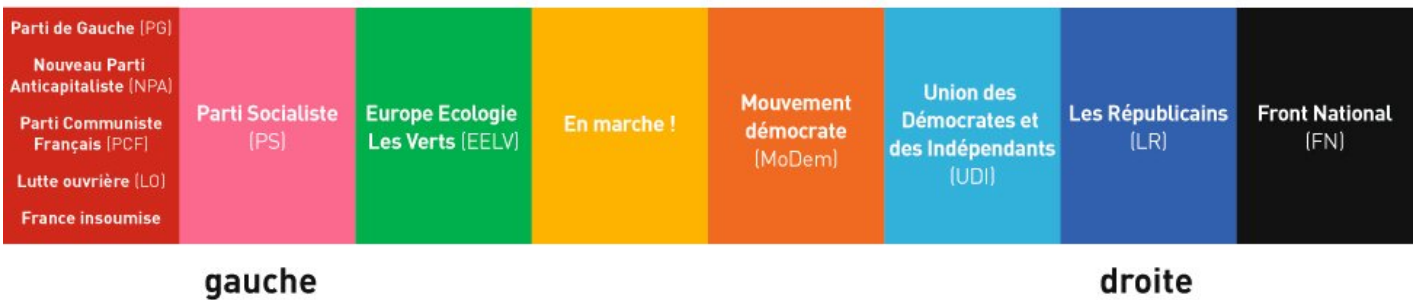 Parti de Gauche (PG)
Nouveau Parti
Anticapitaliste (NPA)
Parti Communiste
Français (PCF)
Lutte ouvrière (LO)
France insoumise
Parti Socialiste
(PS)
Europe Ecologie
Les Verts (EELV)
En marche !
Mouvement
démocrate
(MoDem)
Union des
Démocrates et
des Indépendants
(UDI)
Les Républicains
(LR)
Front National
(FN)
gauche
droite